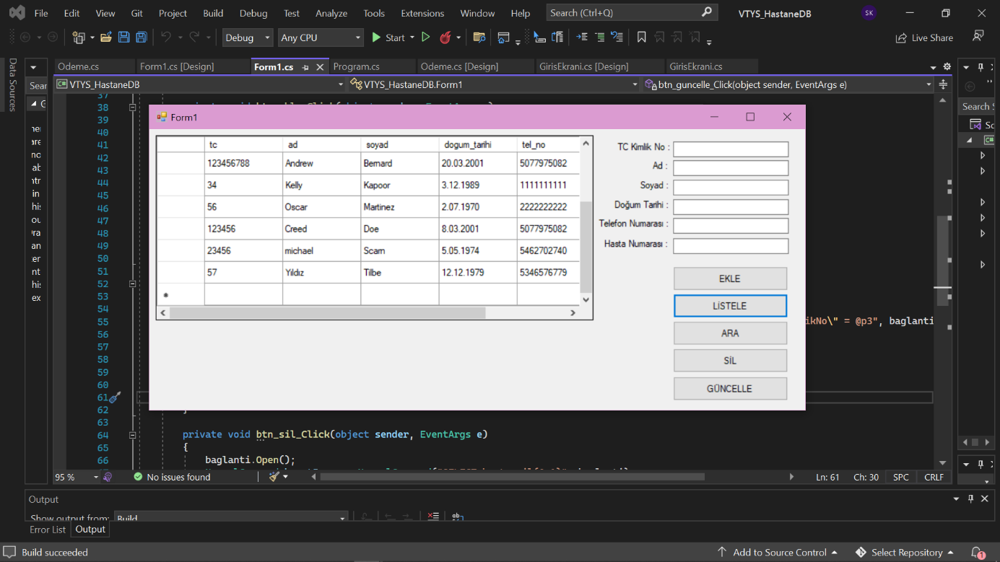 File Edit View Git Project Build Debug Test Analyze Tools Extensions Window Help Search (Ctrl+Q) VTYS_HastaneDB SK
Debug Any CPU Start Live Share
Data Sources
Odeme.cs Form1.cs [Design] Form1.cs Program.cs Odeme.cs [Design] GirisEkrani.cs [Design] GirisEkrani.cs
C# VTYS_HastaneDB VTYS_HastaneDB.Form1 btn_guncelle_Click(object sender, EventArgs e)
Form1
tc ad soyad dogum_tarihi tel_no
123456788 Andrew Bernard 20.03.2001 5077975082
34 Kelly Kapoor 3.12.1989 1111111111
56 Oscar Martinez 2.07.1970 2222222222
123456 Creed Doe 8.03.2001 5077975082
23456 michael Scarn 5.05.1974 5462702740
57 Yıldız Tilbe 12.12.1979 5346576779
*
TC Kimlik No :
Ad :
Soyad :
Doğum Tarihi :
Telefon Numarası :
Hasta Numarası :
EKLE
LİSTELE
ARA
SİL
GÜNCELLE
38
39
40
41
42
43
44
45
46
47
48
49
50
51
52
53
54
55 ikNo\" = @p3", baglanti
56
57
58
59
60
61
62 }
63
64 private void btn_sil_Click(object sender, EventArgs e)
65 {
66 baglanti.Open();
95 % No issues found Ln: 61 Ch: 30 SPC CRLF
Output
Show output from: Build
Error List Output
Build succeeded Add to Source Control Select Repository 1